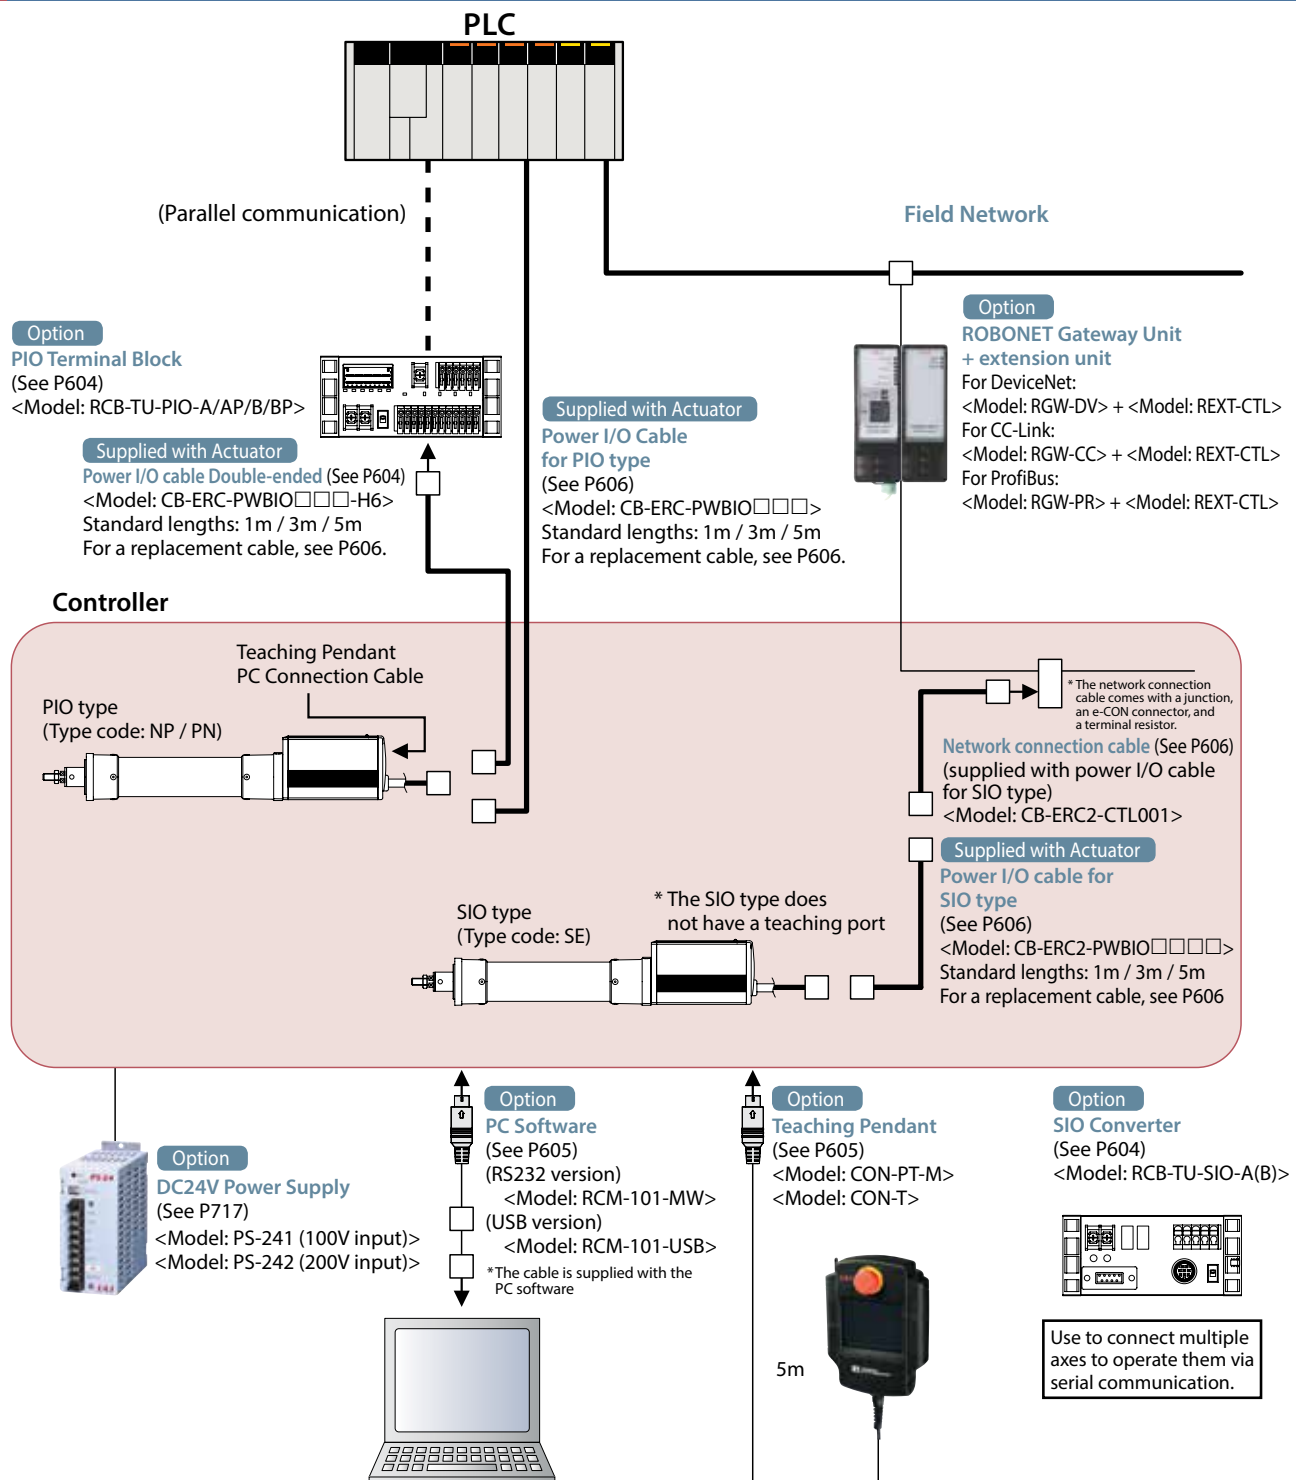 PLC
(Parallel communication)
Field Network
Option
PIO Terminal Block
(See P604)
<Model: RCB-TU-PIO-A/AP/B/BP>
Supplied with Actuator
Power I/O cable Double-ended (See P604)
<Model: CB-ERC-PWBIO□□□-H6>
Standard lengths: 1m / 3m / 5m
For a replacement cable, see P606.
Supplied with Actuator
Power I/O Cable
for PIO type
(See P606)
<Model: CB-ERC-PWBIO□□□>
Standard lengths: 1m / 3m / 5m
For a replacement cable, see P606.
Option
ROBONET Gateway Unit
+ extension unit
For DeviceNet:
<Model: RGW-DV> + <Model: REXT-CTL>
For CC-Link:
<Model: RGW-CC> + <Model: REXT-CTL>
For ProfiBus:
<Model: RGW-PR> + <Model: REXT-CTL>
Controller
Teaching Pendant
PC Connection Cable
PIO type
(Type code: NP / PN)
* The network connection
cable comes with a junction,
an e-CON connector, and
a terminal resistor.
Network connection cable (See P606)
(supplied with power I/O cable
for SIO type)
<Model: CB-ERC2-CTL001>
Supplied with Actuator
Power I/O cable for
SIO type
(See P606)
<Model: CB-ERC2-PWBIO□□□□>
Standard lengths: 1m / 3m / 5m
For a replacement cable, see P606
SIO type
(Type code: SE)
* The SIO type does
not have a teaching port
Option
DC24V Power Supply
(See P717)
<Model: PS-241 (100V input)>
<Model: PS-242 (200V input)>
PS-24
Option
PC Software
(See P605)
(RS232 version)
<Model: RCM-101-MW>
(USB version)
<Model: RCM-101-USB>
*The cable is supplied with the
PC software
Option
Teaching Pendant
(See P605)
<Model: CON-PT-M>
<Model: CON-T>
5m
Option
SIO Converter
(See P604)
<Model: RCB-TU-SIO-A(B)>
Use to connect multiple
axes to operate them via
serial communication.